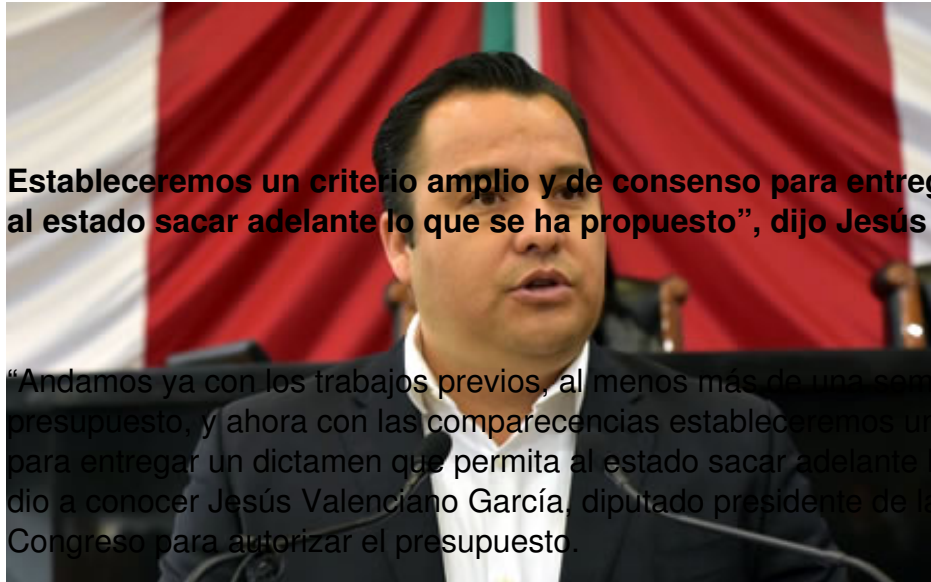 Estableceremos un criterio amplio y de consenso para entreg
al estado sacar adelante lo que se ha propuesto”, dijo Jesús
“Andamos ya con los trabajos previos, al menos más de una sem
presupuesto, y ahora con las comparecencias estableceremos un
para entregar un dictamen que permita al estado sacar adelante
dio a conocer Jesús Valenciano García, diputado presidente de la
Congreso para autorizar el presupuesto.